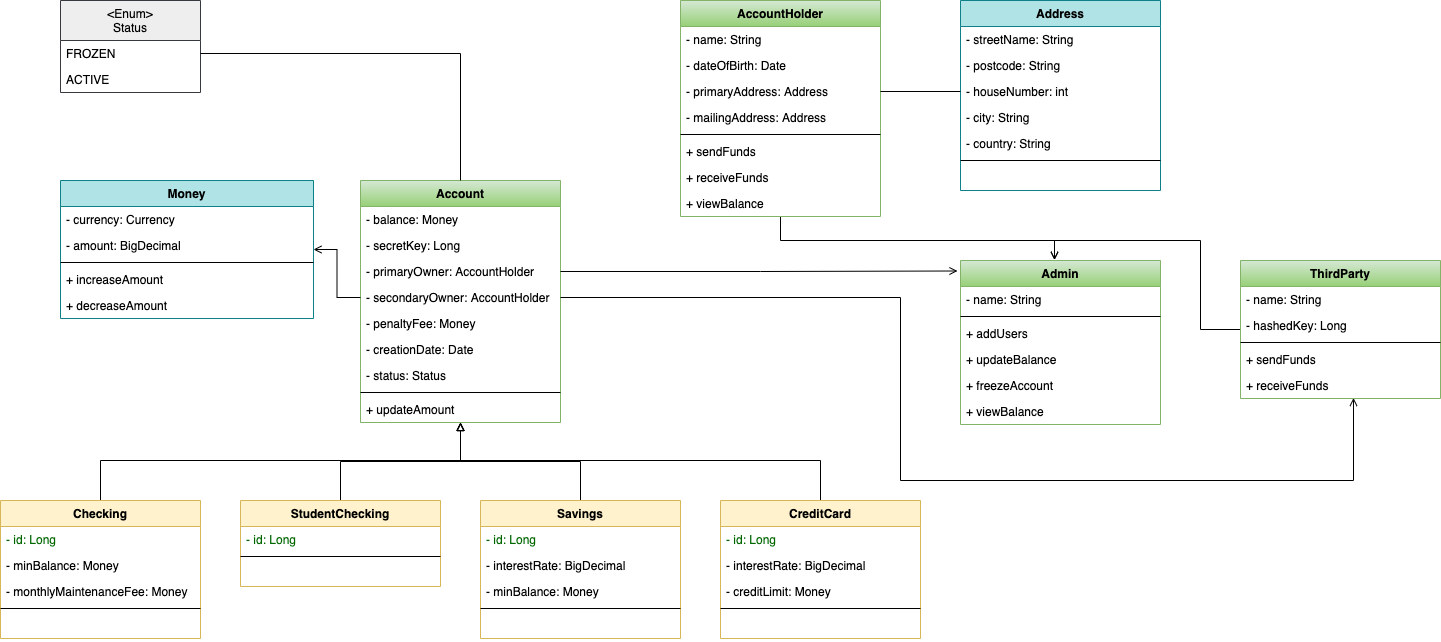 <Enum>
Status
FROZEN
ACTIVE
AccountHolder
- name: String
- dateOfBirth: Date
- primaryAddress: Address
- mailingAddress: Address
+ sendFunds
+ receiveFunds
+ viewBalance
Address
- streetName: String
- postcode: String
- houseNumber: int
- city: String
- country: String
Money
- currency: Currency
- amount: BigDecimal
+ increaseAmount
+ decreaseAmount
Account
- balance: Money
- secretKey: Long
- primaryOwner: AccountHolder
- secondaryOwner: AccountHolder
- penaltyFee: Money
- creationDate: Date
- status: Status
+ updateAmount
Admin
- name: String
+ addUsers
+ updateBalance
+ freezeAccount
+ viewBalance
ThirdParty
- name: String
- hashedKey: Long
+ sendFunds
+ receiveFunds
Checking
- id: Long
- minBalance: Money
- monthlyMaintenanceFee: Money
StudentChecking
- id: Long
Savings
- id: Long
- interestRate: BigDecimal
- minBalance: Money
CreditCard
- id: Long
- interestRate: BigDecimal
- creditLimit: Money